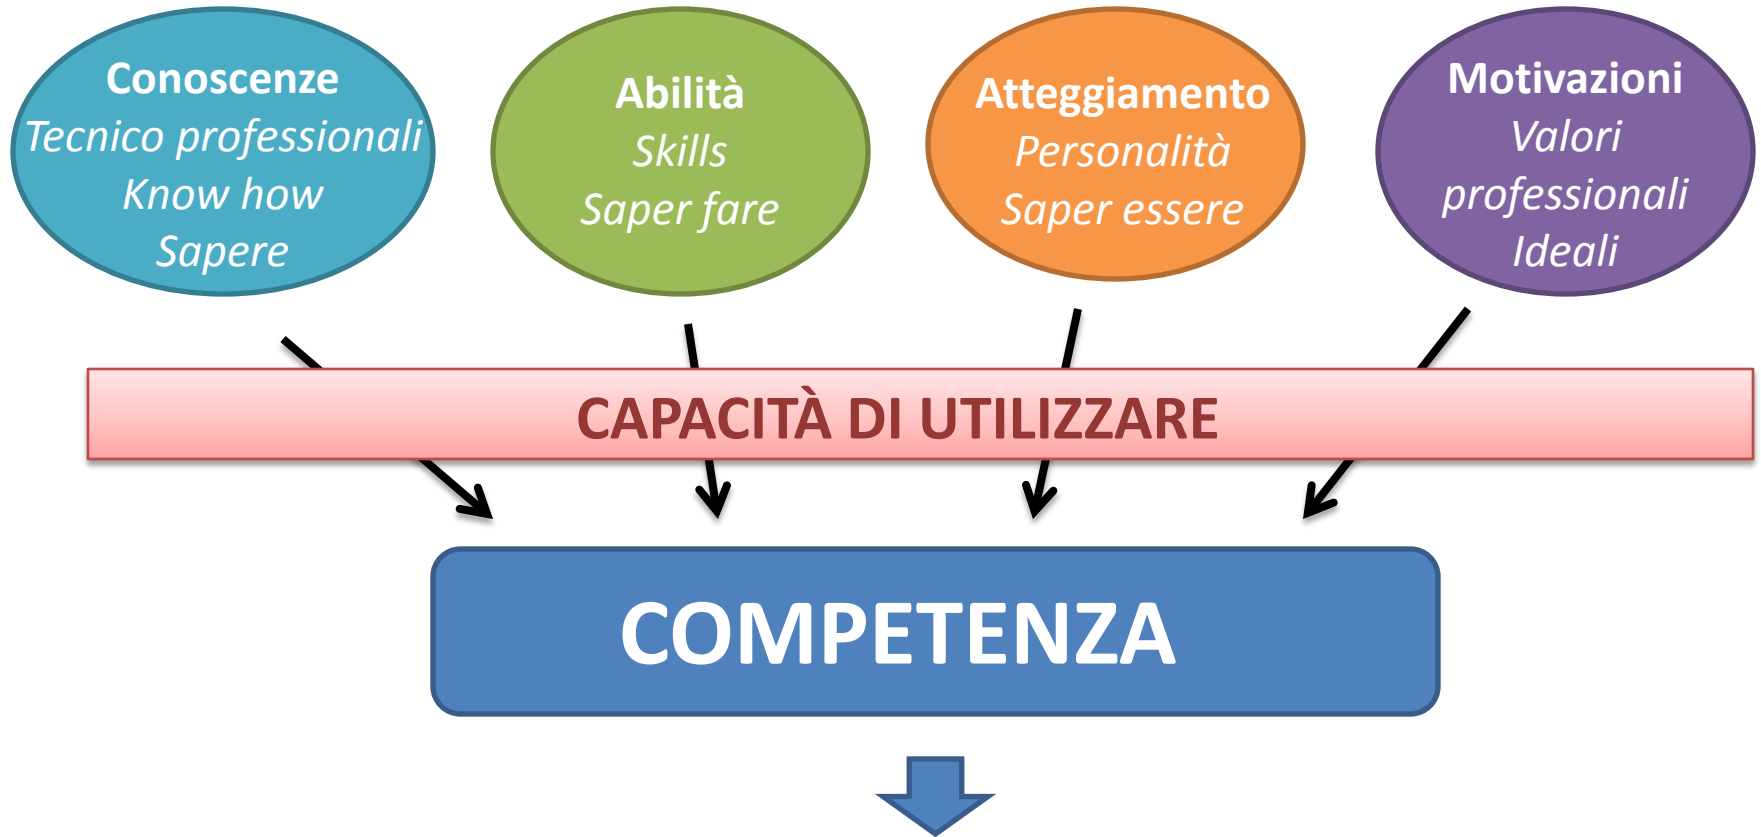 Conoscenze
Tecnico professionali
Know how
Sapere
Abilità
Skills
Saper fare
Atteggiamento
Personalità
Saper essere
Motivazioni
Valori
professionali
Ideali
CAPACITÀ DI UTILIZZARE
COMPETENZA